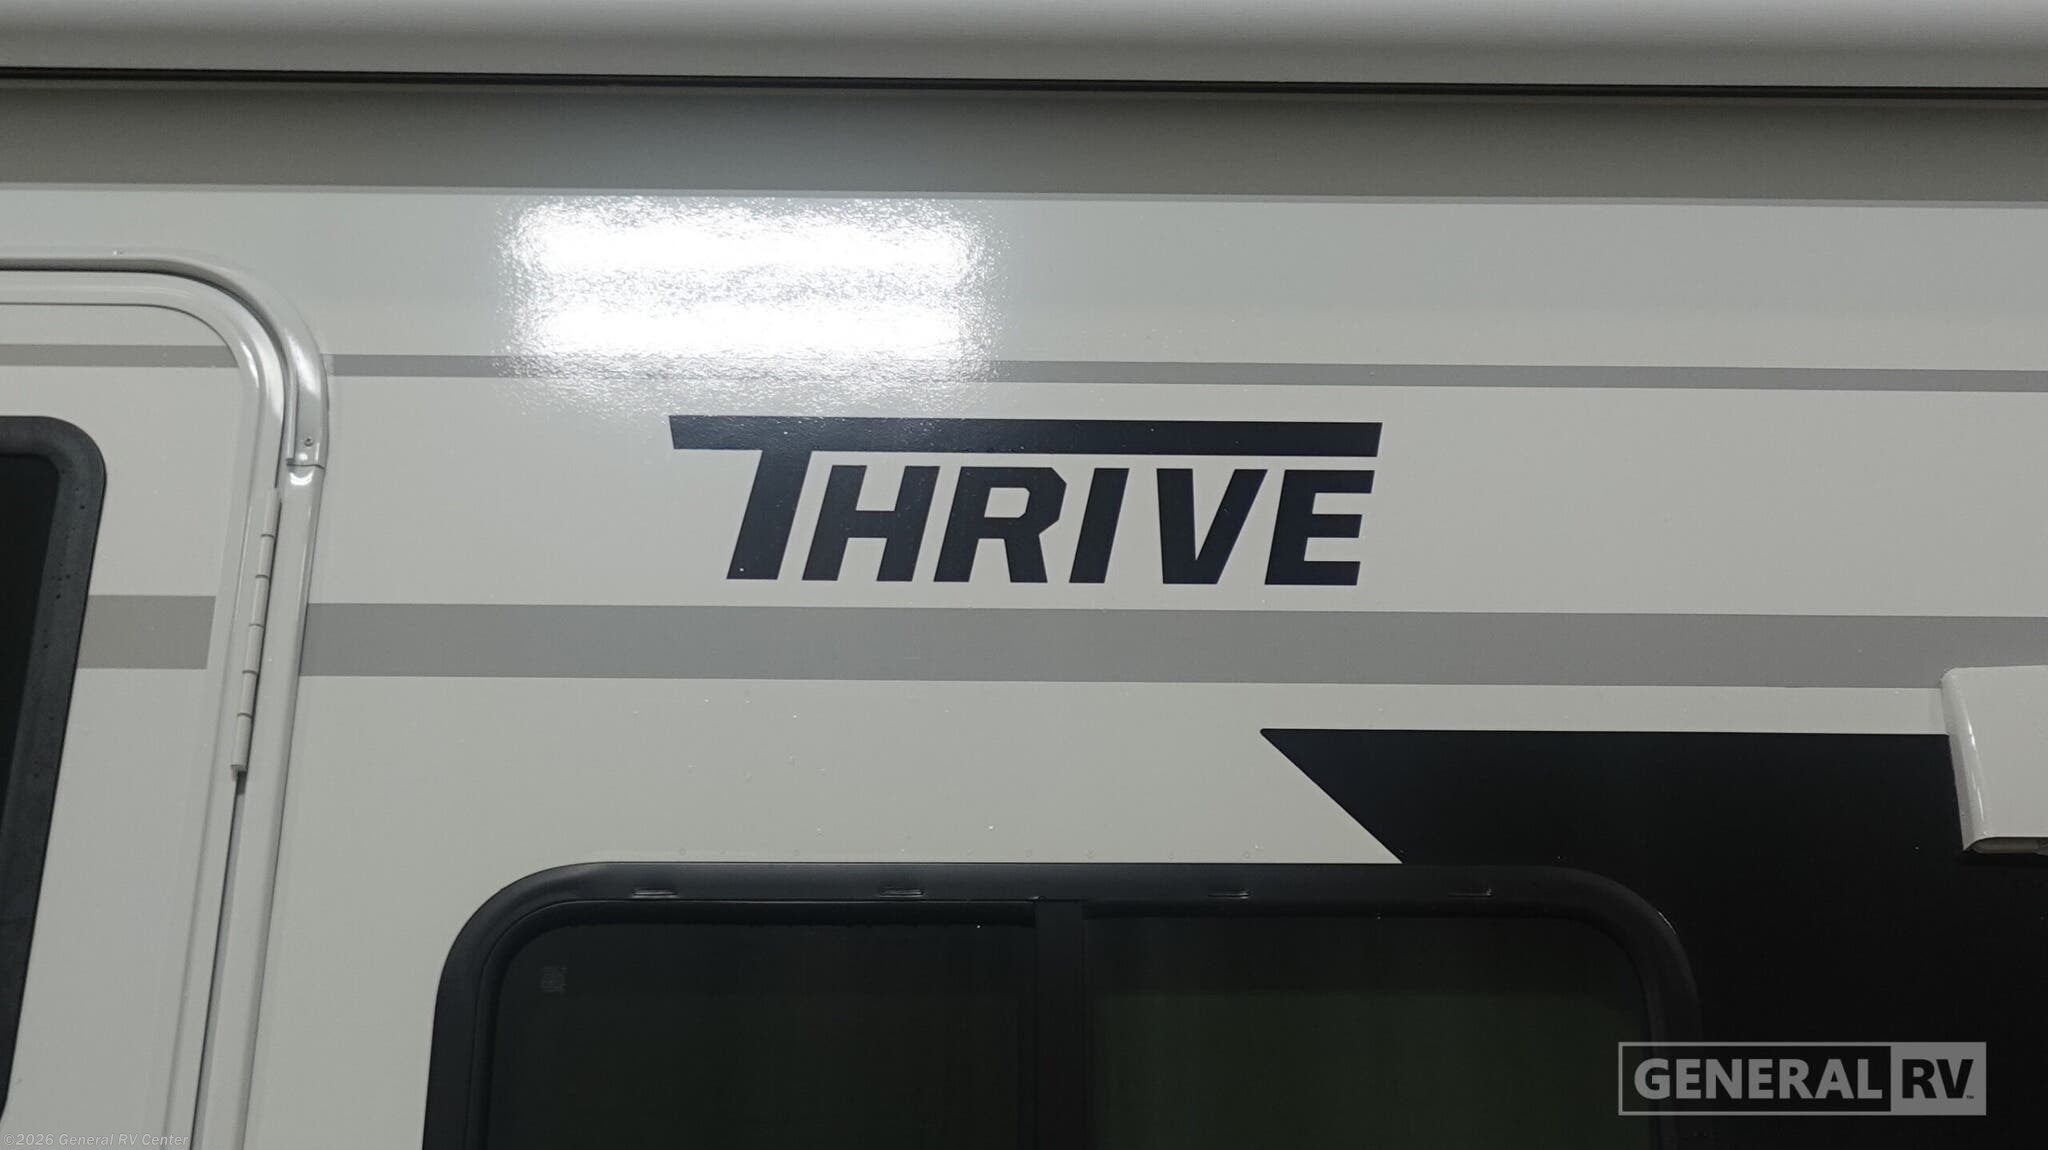 THRIVE
GENERAL RV
©2026 General RV Center